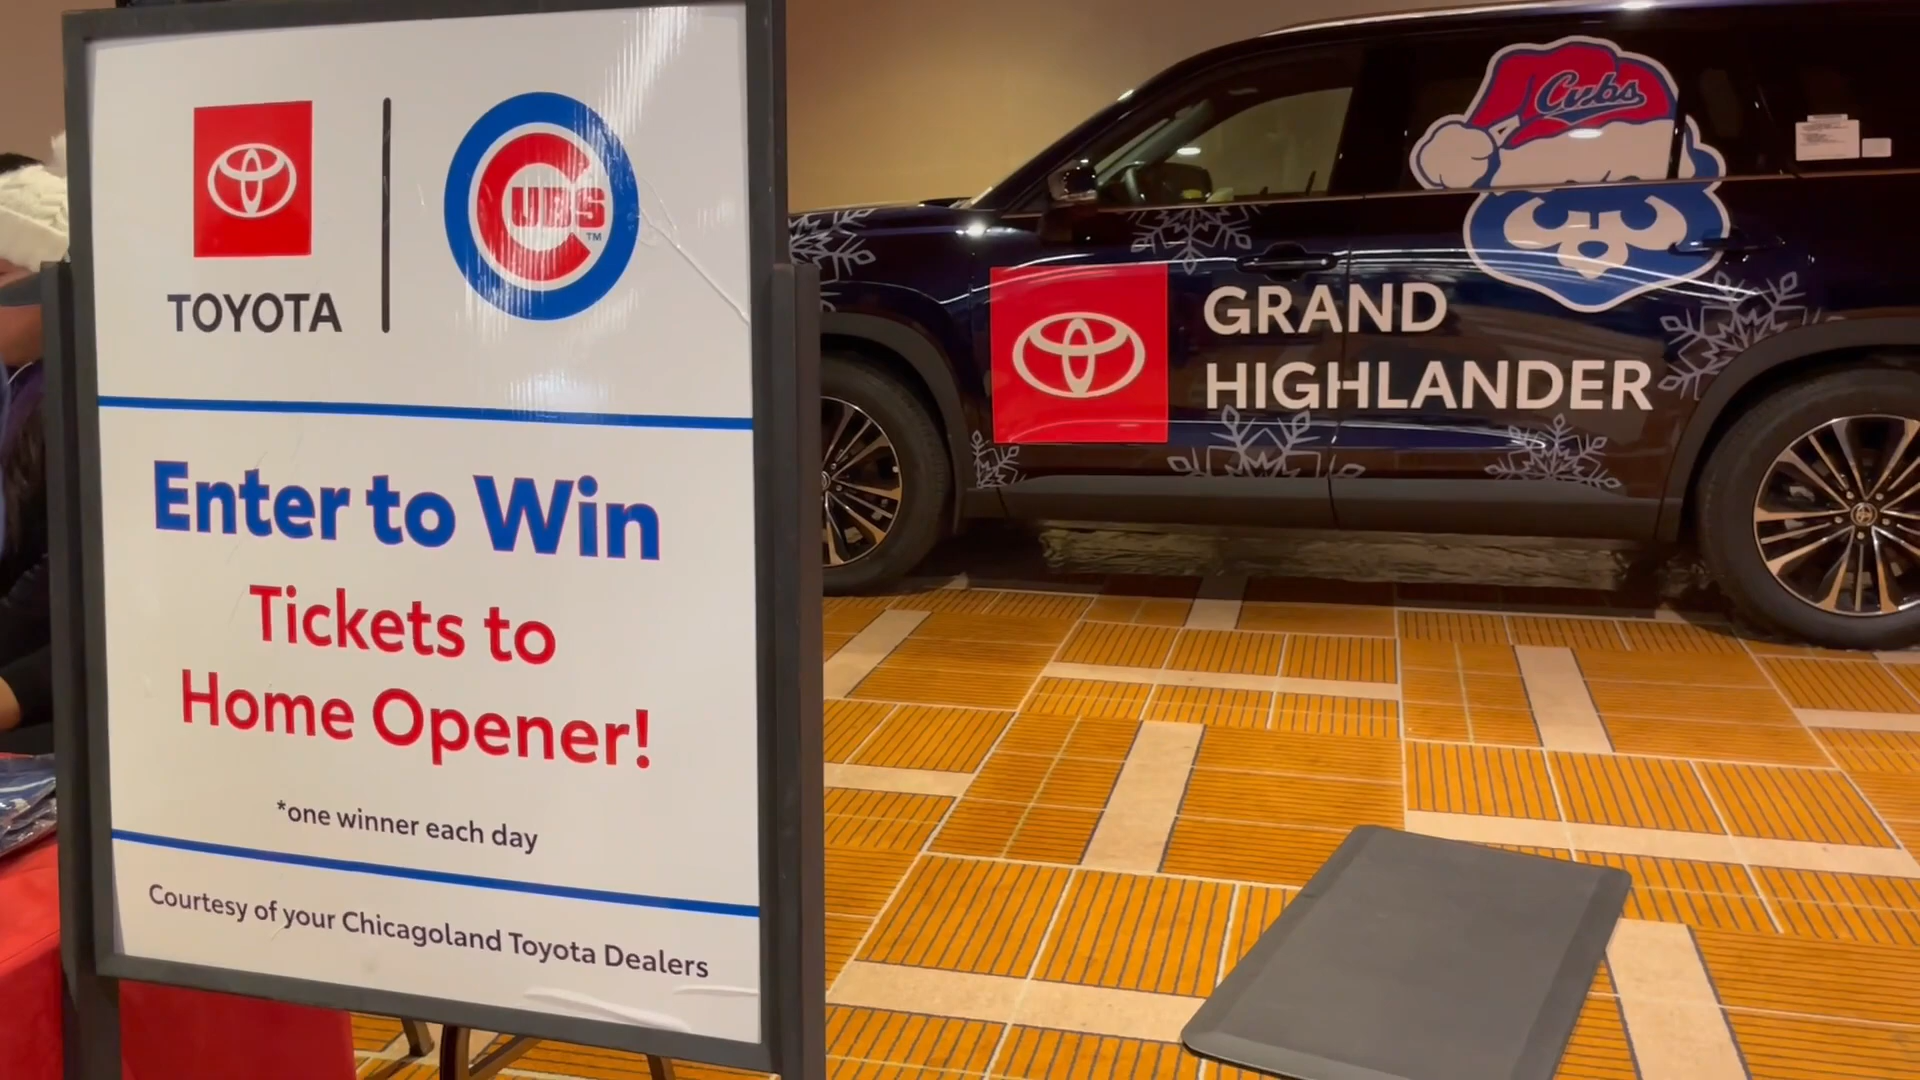 TOYOTA
CUBS
TM
Enter to Win
Tickets to
Home Opener!
*one winner each day
Courtesy of your Chicagoland Toyota Dealers
Cubs
GRAND
HIGHLANDER